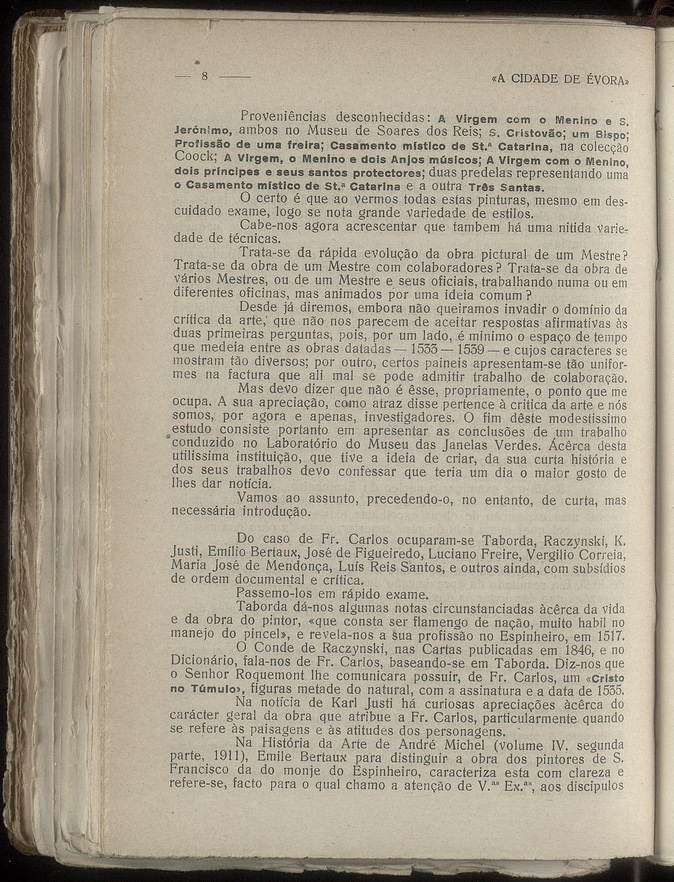 — 8 —
«A CIDADE DE ÉVORA»
Proveniências desconhecidas: A Virgem com o Menino e S.
Jerónimo, ambos no Museu de Soares dos Reis; S. Cristovão; um Bispo;
Profissão de uma freira; Casamento místico de St.ª Catarina, na colecção
Coock; A Virgem, o Menino e dois Anjos músicos; A Virgem com o Menino,
dois príncipes e seus santos protectores; duas predelas representando uma
o Casamento místico de St.ª Catarina e a outra Três Santas.
O certo é que ao vermos todas estas pinturas, mesmo em des-
cuidado exame, logo se nota grande variedade de estilos.
Cabe-nos agora acrescentar que tambem há uma nitida varie-
dade de técnicas.
Trata-se da rápida evolução da obra pictural de um Mestre?
Trata-se da obra de um Mestre com colaboradores? Trata-se da obra de
vários Mestres, ou de um Mestre e seus oficiais, trabalhando numa ou em
diferentes oficinas, mas animados por uma ideia comum?
Desde já diremos, embora não queiramos invadir o domínio da
crítica da arte, que não nos parecem de aceitar respostas afirmativas às
duas primeiras perguntas, pois, por um lado, é minimo o espaço de tempo
que medeia entre as obras datadas — 1535 — 1539 — e cujos caracteres se
mostram tão diversos; por outro, certos paineis apresentam-se tão unifor-
mes na factura que ali mal se pode admitir trabalho de colaboração.
Mas devo dizer que não é êsse, propriamente, o ponto que me
ocupa. A sua apreciação, como atraz disse pertence à critica da arte e nós
somos, por agora e apenas, investigadores. O fim dêste modestissimo
estudo consiste portanto em apresentar as conclusões de um trabalho
conduzido no Laboratório do Museu das Janelas Verdes. Ácêrca desta
utilissima instituição, que tive a ideia de criar, da sua curta história e
dos seus trabalhos devo confessar que teria um dia o maior gosto de
lhes dar notícia.
Vamos ao assunto, precedendo-o, no entanto, de curta, mas
necessária introdução.
Do caso de Fr. Carlos ocuparam-se Taborda, Raczynski, K.
Justi, Emílio Bertaux, José de Figueiredo, Luciano Freire, Vergilio Correia,
Maria José de Mendonça, Luís Reis Santos, e outros ainda, com subsídios
de ordem documental e crítica.
Passemo-los em rápido exame.
Taborda dá-nos algumas notas circunstanciadas àcêrca da vida
e da obra do pintor, «que consta ser flamengo de nação, muito habil no
manejo do pincel», e revela-nos a sua profissão no Espinheiro, em 1517.
O Conde de Raczynski, nas Cartas publicadas em 1846, e no
Dicionário, fala-nos de Fr. Carlos, baseando-se em Taborda. Diz-nos que
o Senhor Roquemont lhe comunicara possuir, de Fr. Carlos, um «Cristo
no Túmulo», figuras metade do natural, com a assinatura e a data de 1535.
Na notícia de Karl Justi há curiosas apreciações àcêrca do
carácter geral da obra que atribue a Fr. Carlos, particularmente quando
se refere às paisagens e às atitudes dos personagens.
Na História da Arte de André Michel (volume IV, segunda
parte, 1911), Emile Bertaux para distinguir a obra dos pintores de S.
Francisco da do monje do Espinheiro, caracteriza esta com clareza e
refere-se, facto para o qual chamo a atenção de V.ªˢ Ex.ªˢ, aos discipulos